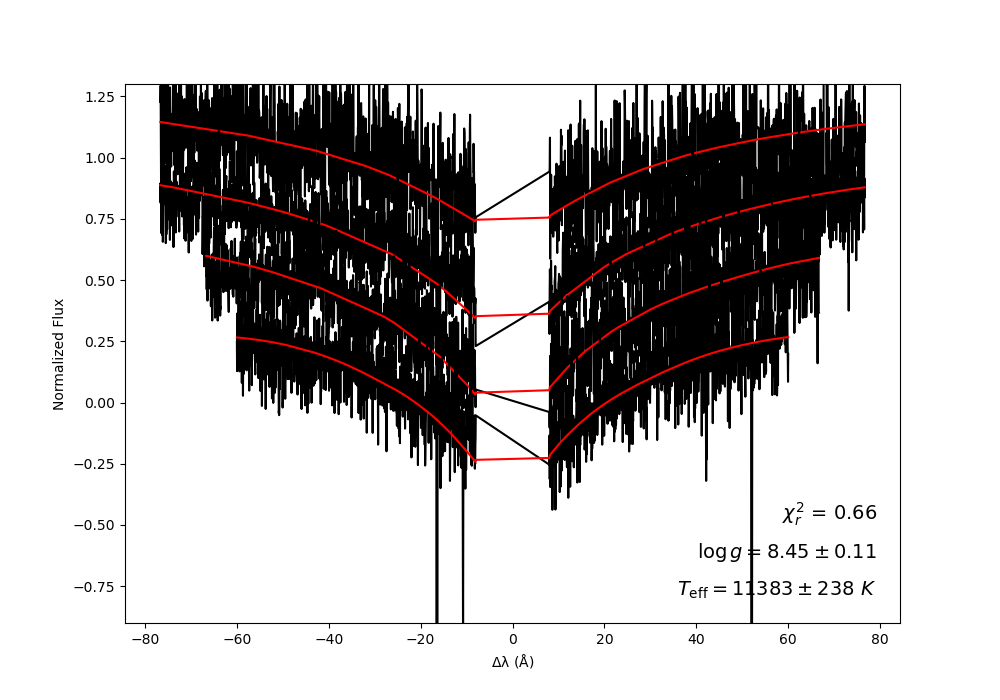 1.25
1.00
0.75
0.50
0.25
0.00
−0.25
−0.50
−0.75
Normalized Flux
χ²ᵣ = 0.66
log g = 8.45 ± 0.11
T_eff = 11383 ± 238 K
−80 −60 −40 −20 0 20 40 60 80
Δλ (Å)